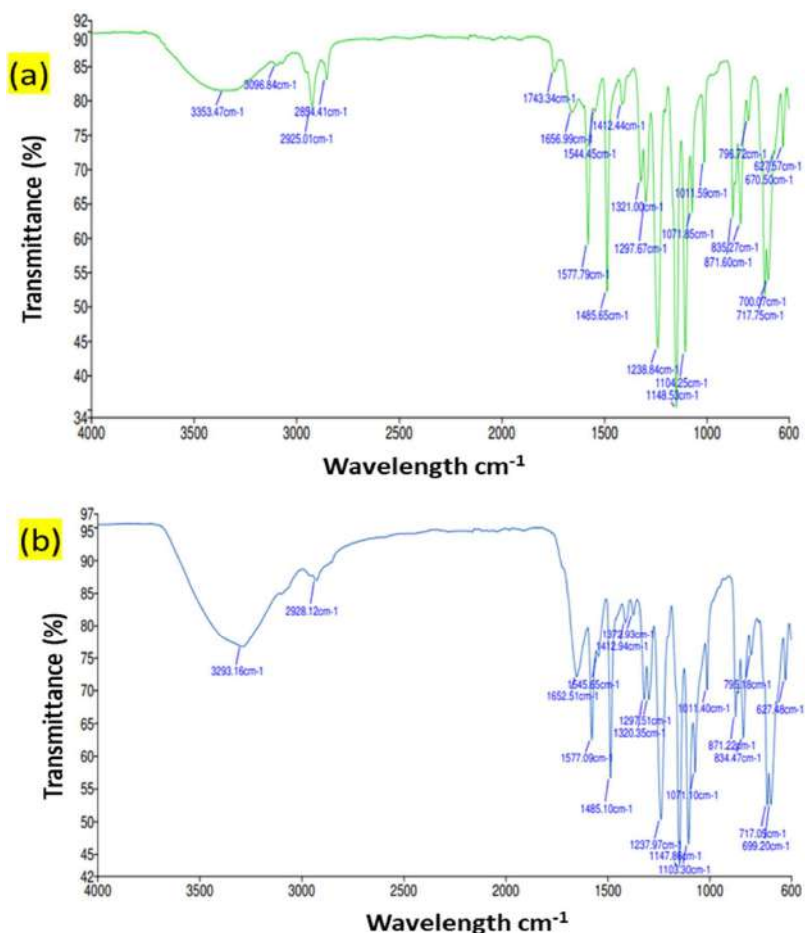 (a)
Transmittance (%)
92
90
85
80
75
70
65
60
55
50
45
40
34
3353.47cm-1
3096.84cm-1
2925.01cm-1
2854.41cm-1
1743.34cm-1
1656.99cm-1
1544.45cm-1
1577.79cm-1
1485.65cm-1
1412.44cm-1
1321.00cm-1
1297.67cm-1
1238.84cm-1
1148.53cm-1
1104.25cm-1
1071.85cm-1
1011.59cm-1
871.60cm-1
835.27cm-1
796.72cm-1
717.75cm-1
700.07cm-1
670.50cm-1
627.57cm-1
4000 3500 3000 2500 2000 1500 1000 600
Wavelength cm-1
(b)
Transmittance (%)
97
95
90
85
80
75
70
65
60
55
50
45
42
3293.16cm-1
2928.12cm-1
1652.51cm-1
1545.65cm-1
1577.09cm-1
1485.10cm-1
1412.94cm-1
1372.93cm-1
1320.35cm-1
1297.51cm-1
1237.97cm-1
1147.86cm-1
1103.30cm-1
1071.10cm-1
1011.40cm-1
871.22cm-1
834.47cm-1
795.18cm-1
717.05cm-1
699.20cm-1
627.48cm-1
4000 3500 3000 2500 2000 1500 1000 600
Wavelength cm-1